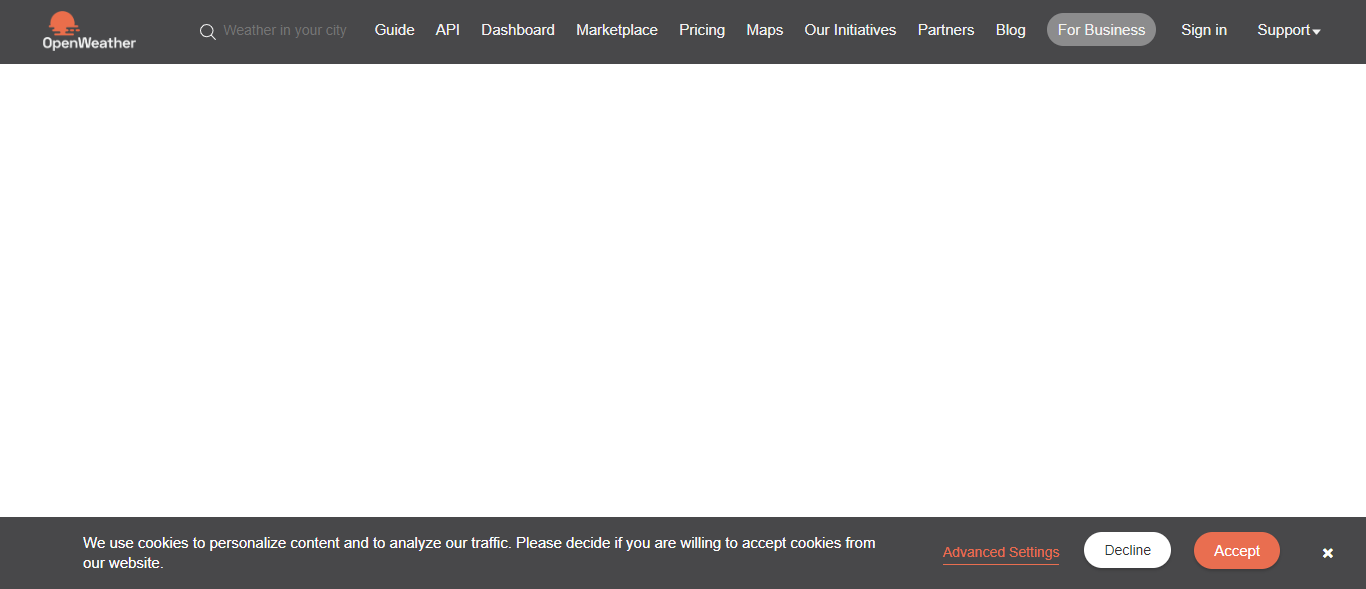 OpenWeather
Weather in your city Guide API Dashboard Marketplace Pricing Maps Our Initiatives Partners Blog For Business Sign in Support
We use cookies to personalize content and to analyze our traffic. Please decide if you are willing to accept cookies from
our website.
Advanced Settings Decline Accept